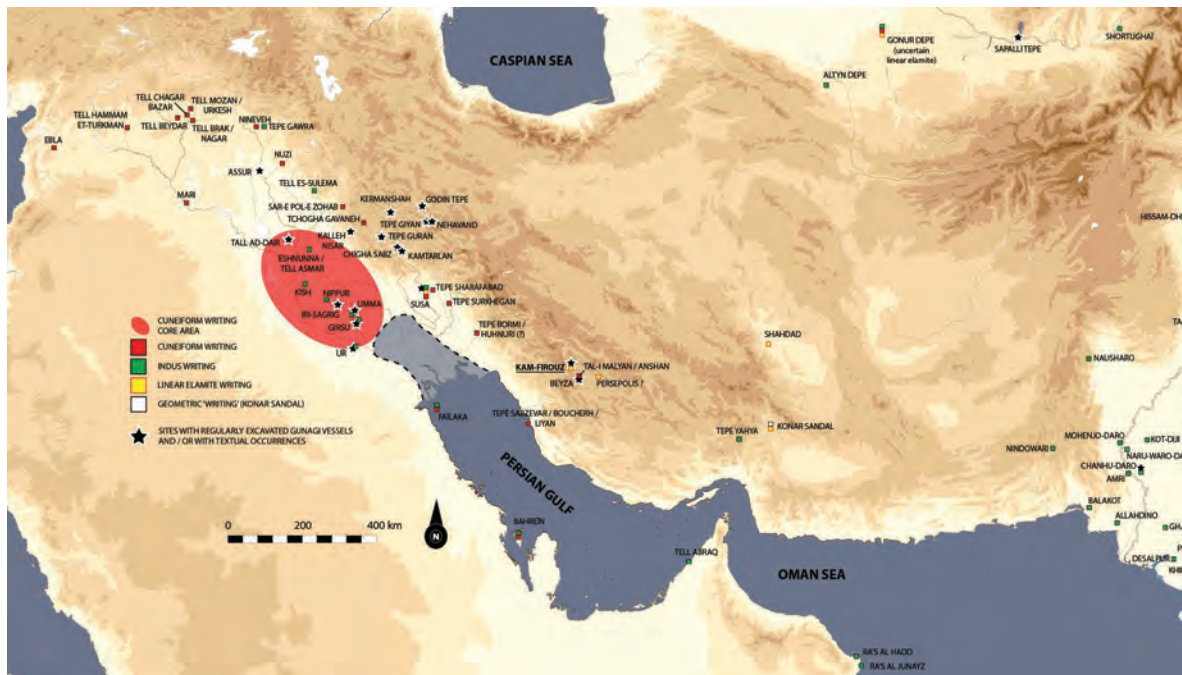 CASPIAN SEA
GONUR DEPE
(uncertain
linear elamite)
SAPALLI TEPE
SHORTUGHAÏ
ALTYN DEPE
TELL CHAGAR
BAZAR
TELL MOZAN /
URKESH
TELL HAMMAM
ET-TURKMAN
TELL BEYDAR
TELL BRAK /
NAGAR
NINEVEH
TEPE GAWRA
EBLA
NUZI
ASSUR
TELL ES-SULEMA
MARI
SAR-E POL-E ZOHAB
KERMANSHAH
GODIN TEPE
TCHOGHA GAVANEH
TEPE GIYAN
NEHAVAND
KALLEH
NISAR
TEPE GURAN
CHIGHA SABZ
KAMTARLAN
HISSAM-DH
TALL AD-DAIR
ESHNUNNA /
TELL ASMAR
KISH
NIPPUR
UMMA
IRI-SAGRIG
GIRSU
UR
SUSA
TEPE SHARAFABAD
TEPE SURKHEGAN
TEPE BORMI /
HUHNURI (?)
CUNEIFORM WRITING
CORE AREA
CUNEIFORM WRITING
INDUS WRITING
LINEAR ELAMITE WRITING
GEOMETRIC 'WRITING' (KONAR SANDAL)
SITES WITH REGULARLY EXCAVATED GUNAGI VESSELS
AND / OR WITH TEXTUAL OCCURRENCES
SHAHDAD
TA
NAUSHARO
KAM-FIROUZ
TAL-I MALYAN / ANSHAN
BEYZA
PERSEPOLIS ?
FAILAKA
TEPE SABZEVAR / BOUCHERH /
LIYAN
TEPE YAHYA
KONAR SANDAL
NINDOWARI
MOHENJO-DARO
KOT-DIJI
NARU-WARO-DA
CHANHU-DARO
AMRI
BALAKOT
ALLAHDINO
GHA
DESALPUR
P
KHI
PERSIAN GULF
0 200 400 km
N
BAHREÏN
TELL ABRAQ
OMAN SEA
RA'S AL HADD
RA'S AL JUNAYZ